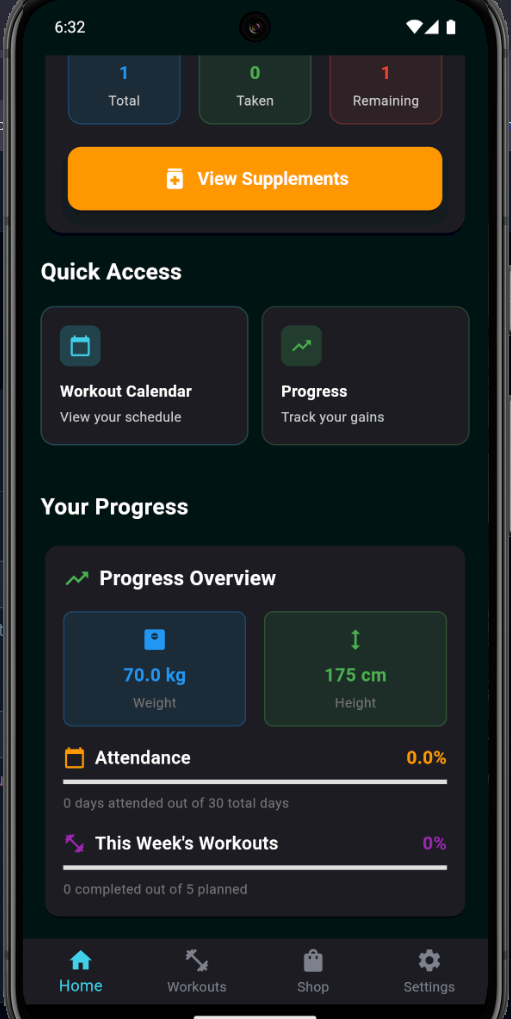 6:32
1
0
1
Total
Taken
Remaining
View Supplements
Quick Access
Workout Calendar
View your schedule
Progress
Track your gains
Your Progress
Progress Overview
70.0 kg
Weight
175 cm
Height
Attendance
0.0%
0 days attended out of 30 total days
This Week's Workouts
0%
0 completed out of 5 planned
Home
Workouts
Shop
Settings